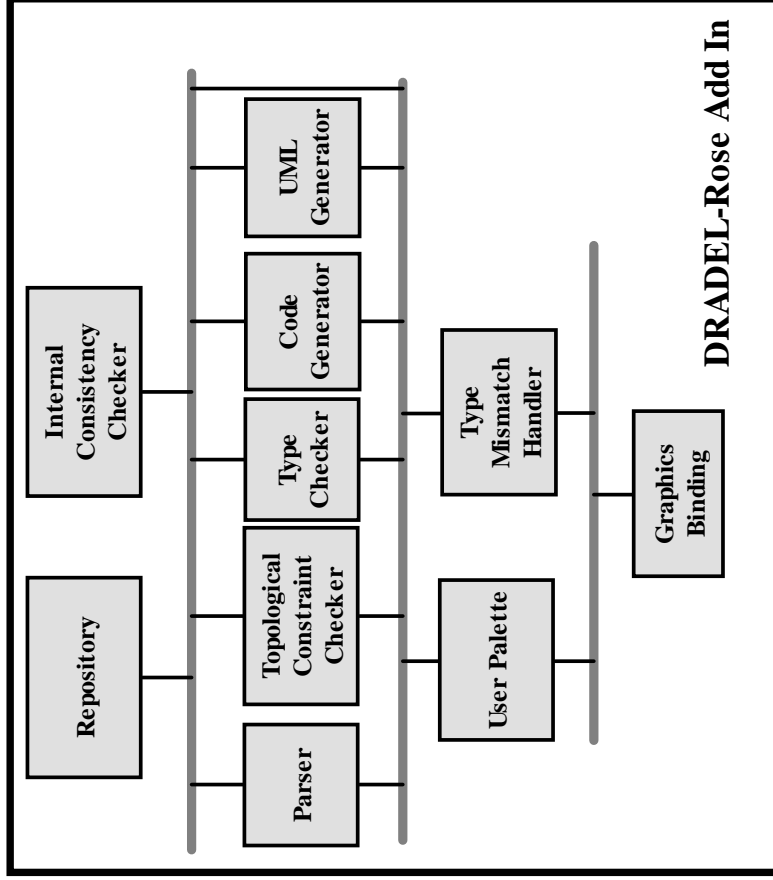 Repository
Internal
Consistency
Checker
Parser
Topological
Constraint
Checker
Type
Checker
Code
Generator
UML
Generator
User Palette
Type
Mismatch
Handler
Graphics
Binding
DRADEL-Rose Add In